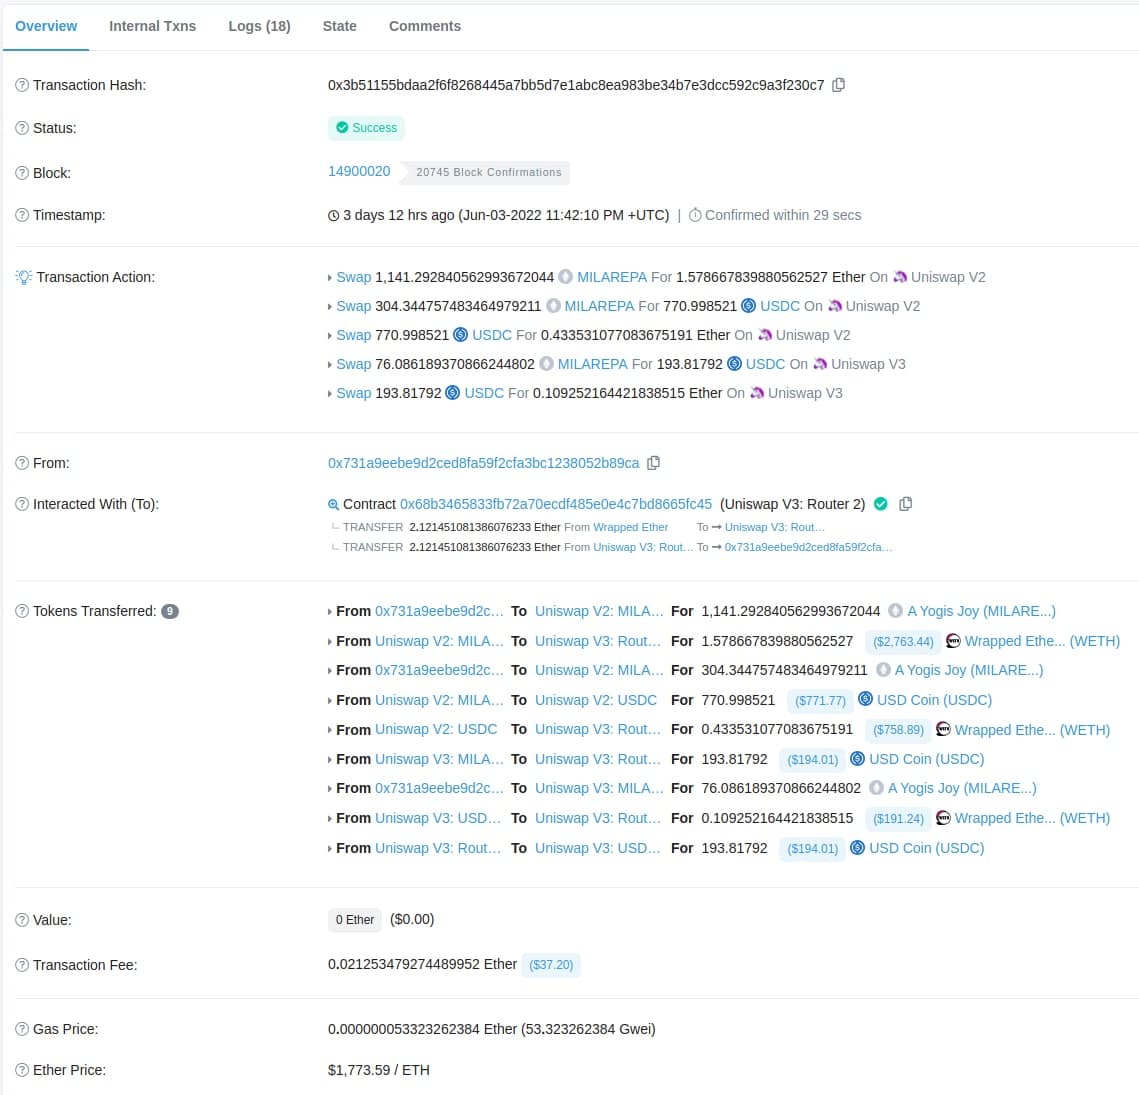 Overview Internal Txns Logs (18) State Comments
Transaction Hash: 0x3b51155bdaa2f6f8268445a7bb5d7e1abc8ea983be34b7e3dcc592c9a3f230c7
Status: Success
Block: 14900020 20745 Block Confirmations
Timestamp: 3 days 12 hrs ago (Jun-03-2022 11:42:10 PM +UTC) | Confirmed within 29 secs
Transaction Action: Swap 1,141.292840562993672044 MILAREPA For 1.578667839880562527 Ether On Uniswap V2
Swap 304.344757483464979211 MILAREPA For 770.998521 USDC On Uniswap V2
Swap 770.998521 USDC For 0.433531077083675191 Ether On Uniswap V2
Swap 76.086189370866244802 MILAREPA For 193.81792 USDC On Uniswap V3
Swap 193.81792 USDC For 0.109252164421838515 Ether On Uniswap V3
From: 0x731a9eebe9d2ced8fa59f2cfa3bc1238052b89ca
Interacted With (To): Contract 0x68b3465833fb72a70ecdf485e0e4c7bd8665fc45 (Uniswap V3: Router 2)
TRANSFER 2.121451081386076233 Ether From Wrapped Ether To → Uniswap V3: Rout…
TRANSFER 2.121451081386076233 Ether From Uniswap V3: Rout… To → 0x731a9eebe9d2ced8fa59f2cfa…
Tokens Transferred: 9 From 0x731a9eebe9d2c… To Uniswap V2: MILA… For 1,141.292840562993672044 A Yogis Joy (MILARE...)
From Uniswap V2: MILA… To Uniswap V3: Rout… For 1.578667839880562527 ($2,763.44) Wrapped Ethe... (WETH)
From 0x731a9eebe9d2c… To Uniswap V2: MILA… For 304.344757483464979211 A Yogis Joy (MILARE...)
From Uniswap V2: MILA… To Uniswap V2: USDC For 770.998521 ($771.77) USD Coin (USDC)
From Uniswap V2: USDC To Uniswap V3: Rout… For 0.433531077083675191 ($758.89) Wrapped Ethe... (WETH)
From Uniswap V3: MILA… To Uniswap V3: Rout… For 193.81792 ($194.01) USD Coin (USDC)
From 0x731a9eebe9d2c… To Uniswap V3: MILA… For 76.086189370866244802 A Yogis Joy (MILARE...)
From Uniswap V3: USD… To Uniswap V3: Rout… For 0.109252164421838515 ($191.24) Wrapped Ethe... (WETH)
From Uniswap V3: Rout… To Uniswap V3: USD… For 193.81792 ($194.01) USD Coin (USDC)
Value: 0 Ether ($0.00)
Transaction Fee: 0.021253479274489952 Ether ($37.20)
Gas Price: 0.000000053323262384 Ether (53.323262384 Gwei)
Ether Price: $1,773.59 / ETH